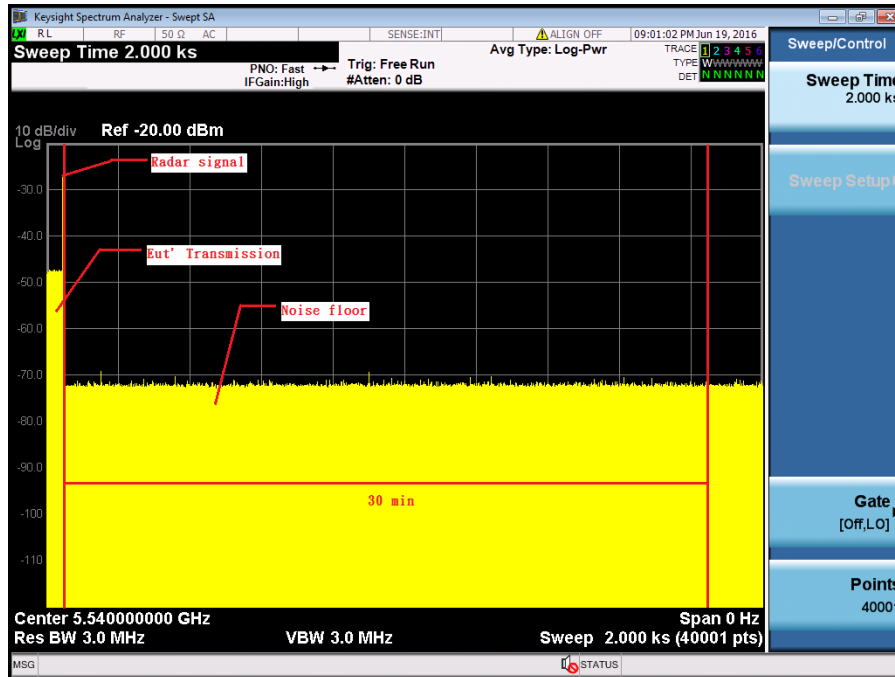 Keysight Spectrum Analyzer - Swept SA
LXI RL RF 50 Ω AC SENSE:INT ALIGN OFF 09:01:02 PM Jun 19, 2016
Sweep Time 2.000 ks
PNO: Fast
IFGain:High
Trig: Free Run
#Atten: 0 dB
Avg Type: Log-Pwr
TRACE 1 2 3 4 5 6
TYPE WWWWWW
DET N N N N N N
10 dB/div Ref -20.00 dBm
Log
-30.0
-40.0
-50.0
-60.0
-70.0
-80.0
-90.0
-100
-110
Radar signal
Eut' Transmission
Noise floor
30 min
Center 5.540000000 GHz Span 0 Hz
Res BW 3.0 MHz VBW 3.0 MHz Sweep 2.000 ks (40001 pts)
MSG STATUS
Sweep/Control
Sweep Time
2.000 ks
Sweep Setup
Gate
[Off,LO]
Points
40001